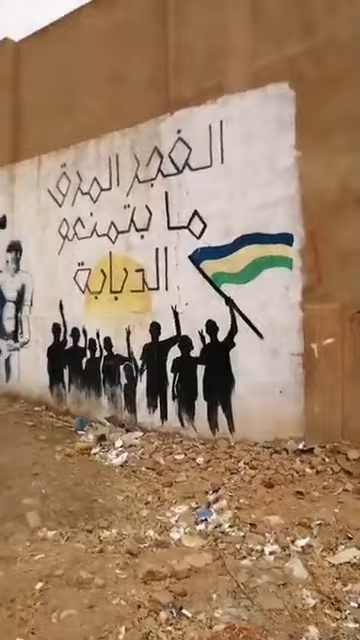 الفجر المرق
ما بتمنعو
الدبابة